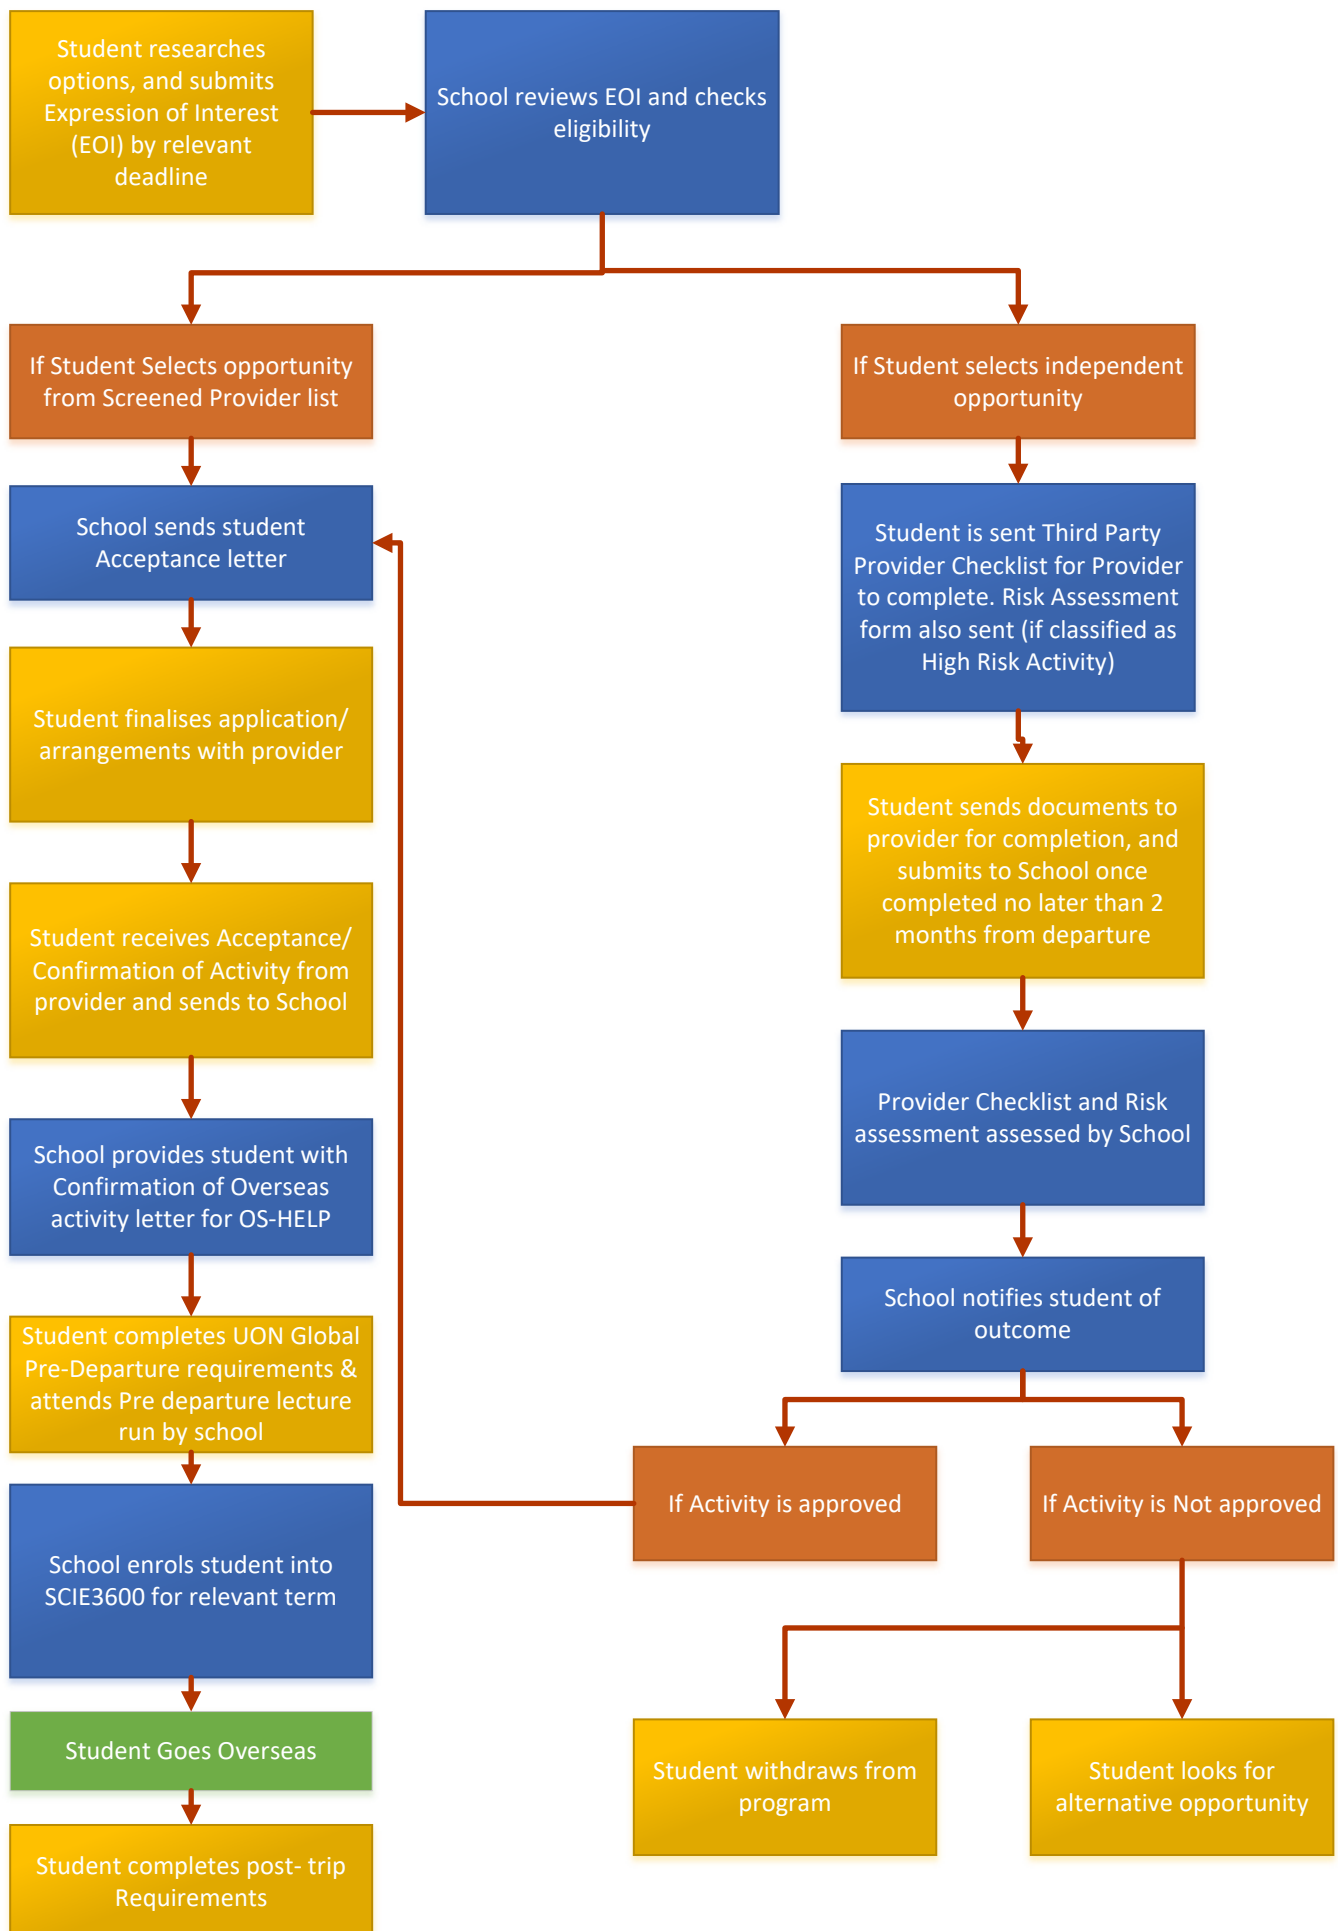 Student researches
options, and submits
Expression of Interest
(EOI) by relevant
deadline
School reviews EOI and checks
eligibility
If Student Selects opportunity
from Screened Provider list
School sends student
Acceptance letter
Student finalises application/
arrangements with provider
Student receives Acceptance/
Confirmation of Activity from
provider and sends to School
School provides student with
Confirmation of Overseas
activity letter for OS-HELP
Student completes UON Global
Pre-Departure requirements &
attends Pre departure lecture
run by school
School enrols student into
SCIE3600 for relevant term
Student Goes Overseas
Student completes post- trip
Requirements
If Student selects independent
opportunity
Student is sent Third Party
Provider Checklist for Provider
to complete. Risk Assessment
form also sent (if classified as
High Risk Activity)
Student sends documents to
provider for completion, and
submits to School once
completed no later than 2
months from departure
Provider Checklist and Risk
assessment assessed by School
School notifies student of
outcome
If Activity is approved
If Activity is Not approved
Student withdraws from
program
Student looks for
alternative opportunity